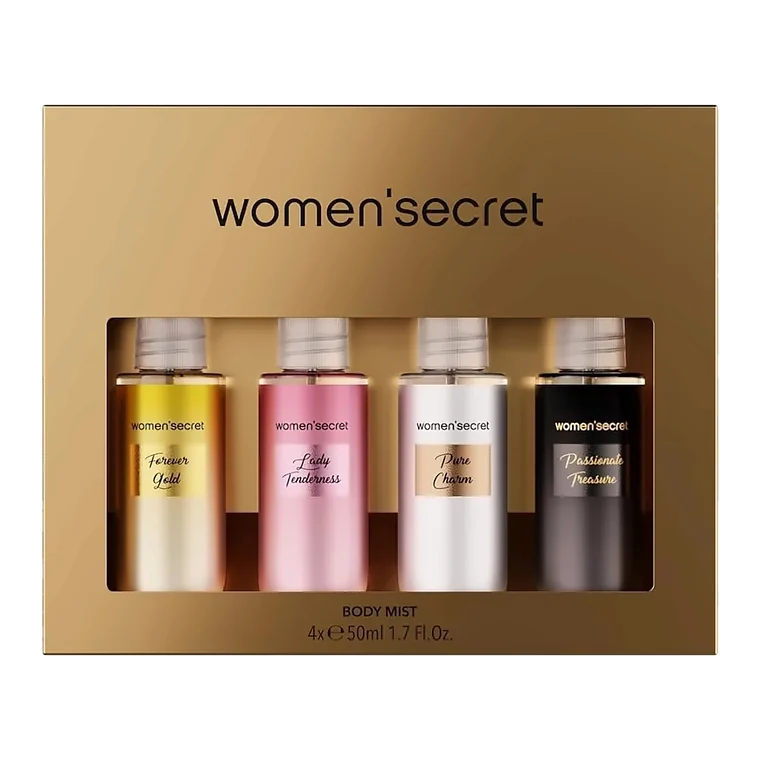 women'secret
women'secret
Forever
Gold
women'secret
Lady
Tenderness
women'secret
Pure
Charm
women'secret
Passionate
Treasure
BODY MIST
4x ℮ 50ml 1.7 Fl.Oz.